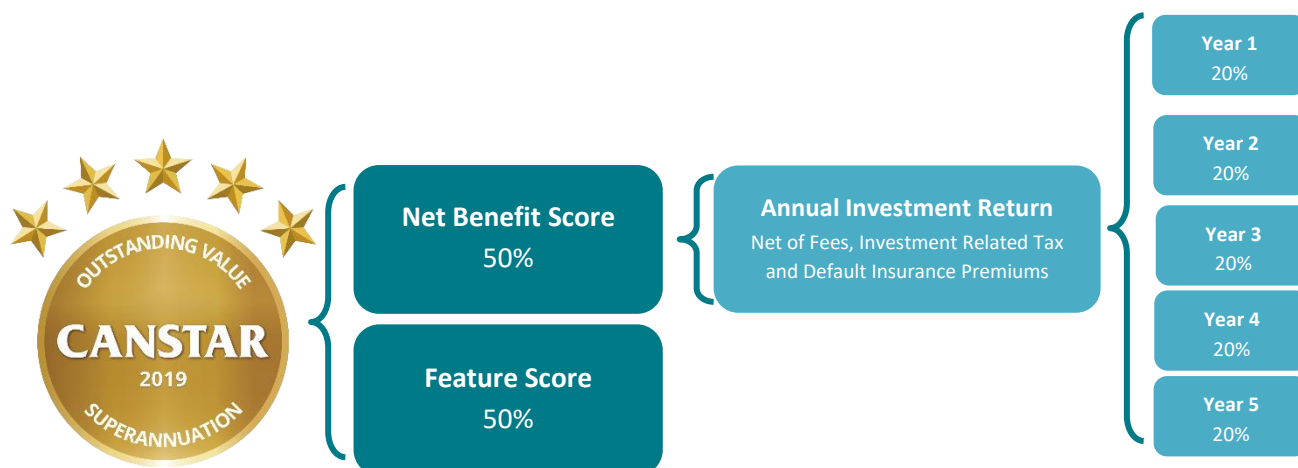 OUTSTANDING VALUE
CANSTAR
2019
SUPERANNUATION
Net Benefit Score
50%
Feature Score
50%
Annual Investment Return
Net of Fees, Investment Related Tax
and Default Insurance Premiums
Year 1
20%
Year 2
20%
Year 3
20%
Year 4
20%
Year 5
20%